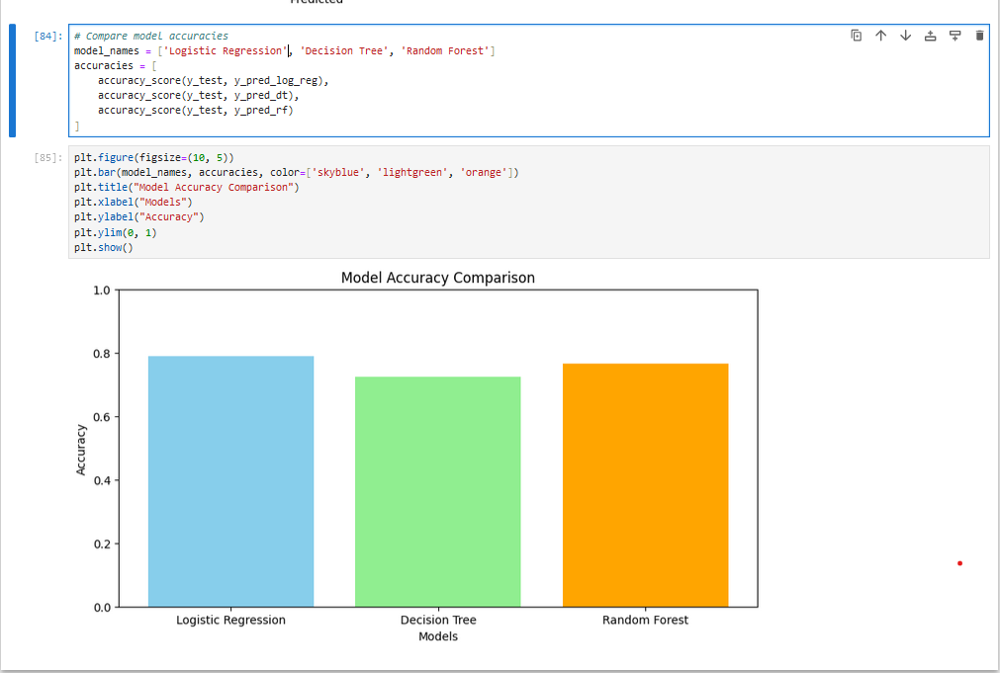 Predicted
[84]: # Compare model accuracies
model_names = ['Logistic Regression', 'Decision Tree', 'Random Forest']
accuracies = [
    accuracy_score(y_test, y_pred_log_reg),
    accuracy_score(y_test, y_pred_dt),
    accuracy_score(y_test, y_pred_rf)
]
[85]: plt.figure(figsize=(10, 5))
plt.bar(model_names, accuracies, color=['skyblue', 'lightgreen', 'orange'])
plt.title("Model Accuracy Comparison")
plt.xlabel("Models")
plt.ylabel("Accuracy")
plt.ylim(0, 1)
plt.show()
Model Accuracy Comparison
1.0
0.8
0.6
0.4
0.2
0.0
Accuracy
Logistic Regression Decision Tree Random Forest
Models